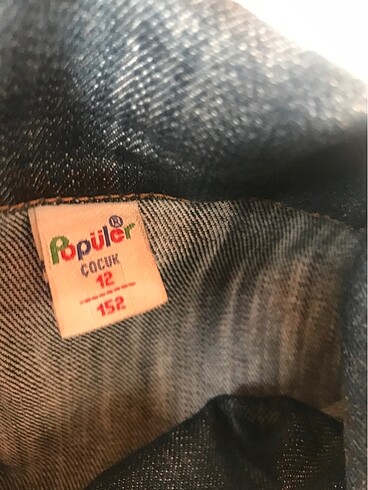 Popüler®
ÇOCUK
12
152